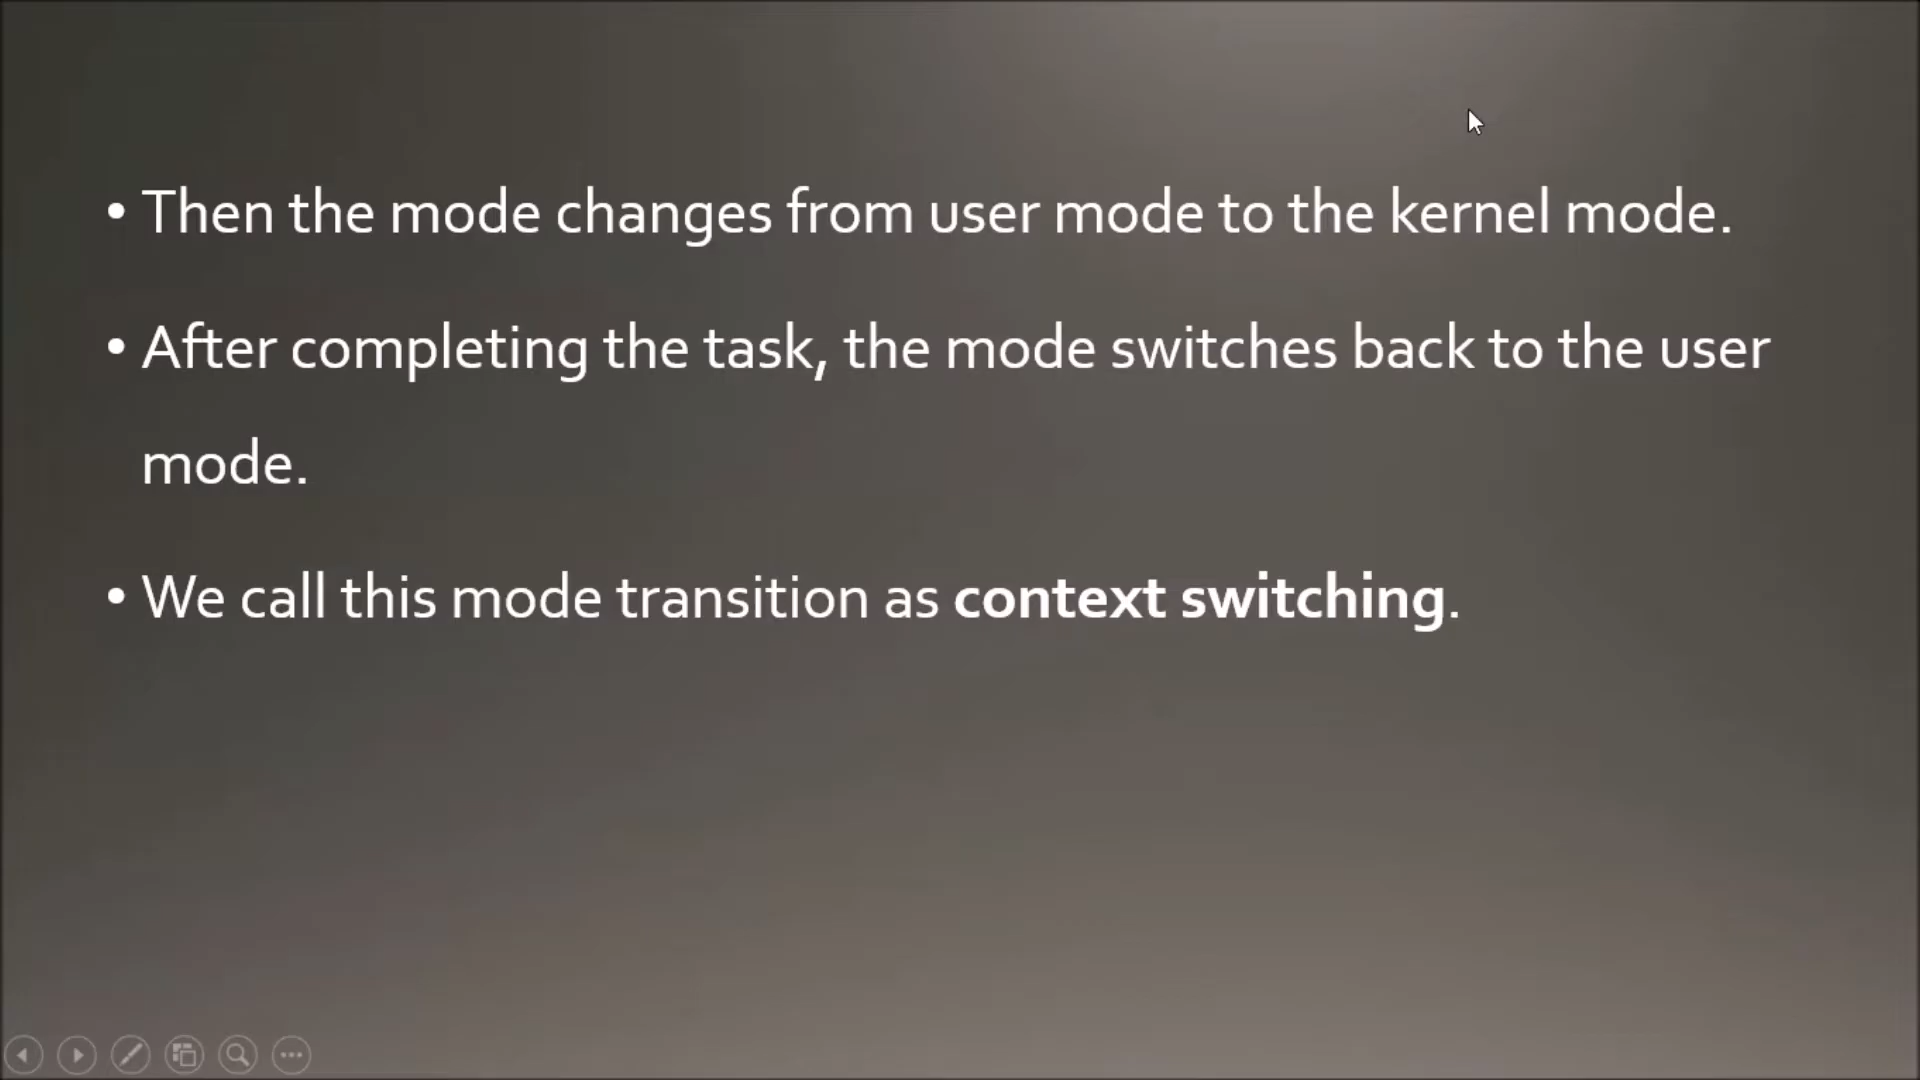 • Then the mode changes from user mode to the kernel mode.
• After completing the task, the mode switches back to the user
mode.
• We call this mode transition as context switching.